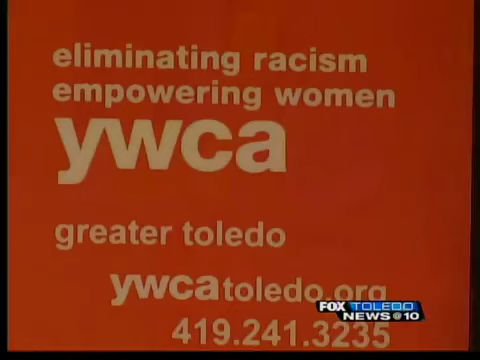 eliminating racism
empowering women
ywca
greater toledo
ywcatoledo.org
419.241.3235
FOX TOLEDO
NEWS@10